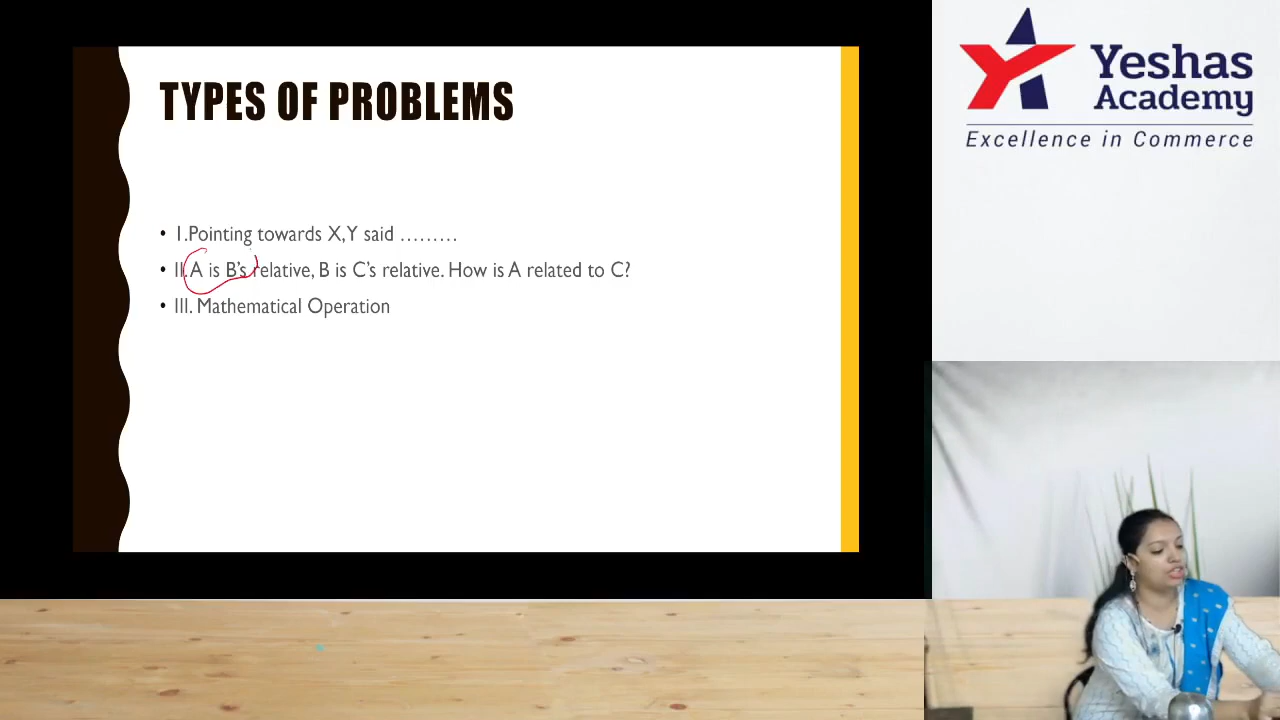 TYPES OF PROBLEMS
• 1.Pointing towards X,Y said ………
• II.A is B's relative, B is C's relative. How is A related to C?
• III. Mathematical Operation
Yeshas
Academy
Excellence in Commerce